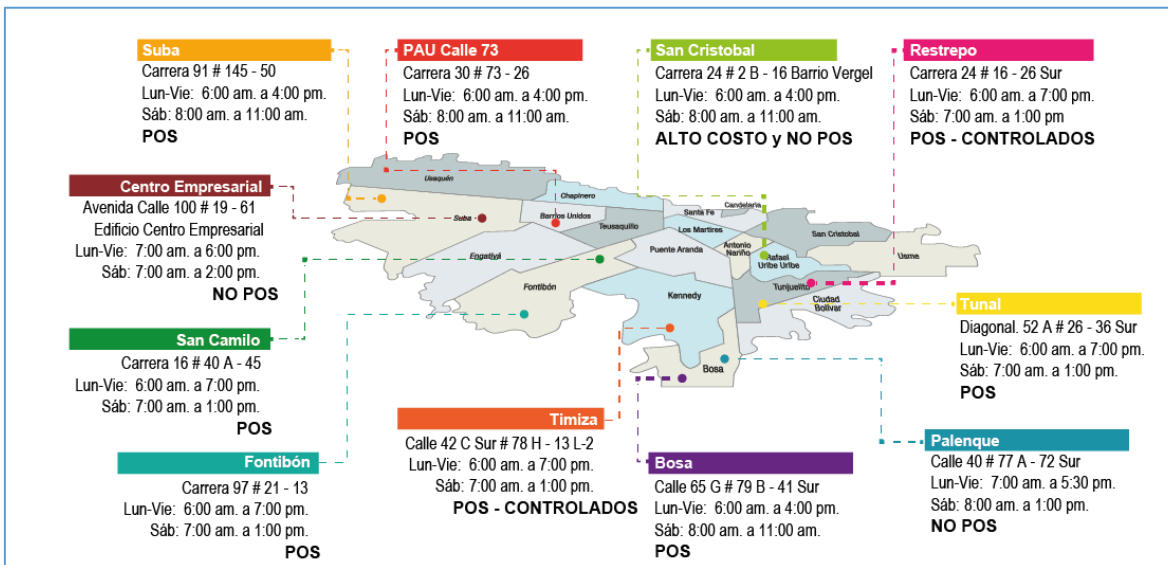 Suba
Carrera 91 # 145 - 50
Lun-Vie: 6:00 am. a 4:00 pm.
Sáb: 8:00 am. a 11:00 am.
POS
PAU Calle 73
Carrera 30 # 73 - 26
Lun-Vie: 6:00 am. a 4:00 pm.
Sáb: 8:00 am. a 11:00 am.
POS
San Cristobal
Carrera 24 # 2 B - 16 Barrio Vergel
Lun-Vie: 6:00 am. a 4:00 pm.
Sáb: 8:00 am. a 11:00 am.
ALTO COSTO y NO POS
Restrepo
Carrera 24 # 16 - 26 Sur
Lun-Vie: 6:00 am. a 7:00 pm.
Sáb: 7:00 am. a 1:00 pm
POS - CONTROLADOS
Centro Empresarial
Avenida Calle 100 # 19 - 61
Edificio Centro Empresarial
Lun-Vie: 7:00 am. a 6:00 pm.
Sáb: 7:00 am. a 2:00 pm.
NO POS
Usaquén
Chapinero
Suba
Barrios Unidos
Teusaquillo
Santa Fe
Candelaria
Los Martires
Antonio
Nariño
San Cristobal
Rafael
Uribe Uribe
Usme
Engativá
Puente Aranda
Fontibón
Kennedy
Tunjuelito
Ciudad
Bolívar
Bosa
San Camilo
Carrera 16 # 40 A - 45
Lun-Vie: 6:00 am. a 7:00 pm.
Sáb: 7:00 am. a 1:00 pm.
POS
Tunal
Diagonal. 52 A # 26 - 36 Sur
Lun-Vie: 6:00 am. a 7:00 pm.
Sáb: 7:00 am. a 1:00 pm.
POS
Fontibón
Carrera 97 # 21 - 13
Lun-Vie: 6:00 am. a 7:00 pm.
Sáb: 7:00 am. a 1:00 pm.
POS
Timiza
Calle 42 C Sur # 78 H - 13 L-2
Lun-Vie: 6:00 am. a 7:00 pm.
Sáb: 7:00 am. a 1:00 pm.
POS - CONTROLADOS
Bosa
Calle 65 G # 79 B - 41 Sur
Lun-Vie: 6:00 am. a 4:00 pm.
Sáb: 8:00 am. a 11:00 am.
POS
Palenque
Calle 40 # 77 A - 72 Sur
Lun-Vie: 7:00 am. a 5:30 pm.
Sáb: 8:00 am. a 1:00 pm.
NO POS